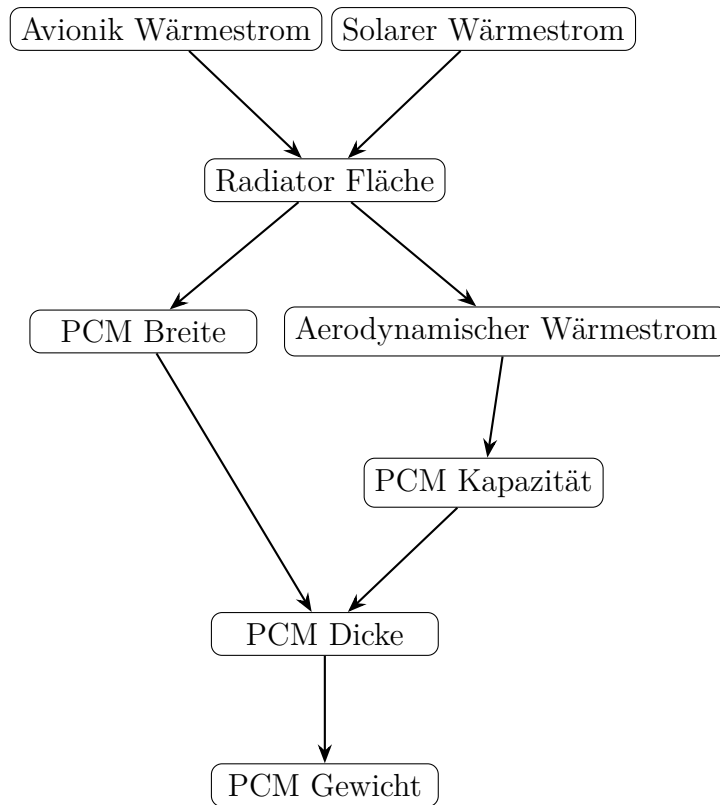 Avionik Wärmestrom
Solarer Wärmestrom
Radiator Fläche
PCM Breite
Aerodynamischer Wärmestrom
PCM Kapazität
PCM Dicke
PCM Gewicht